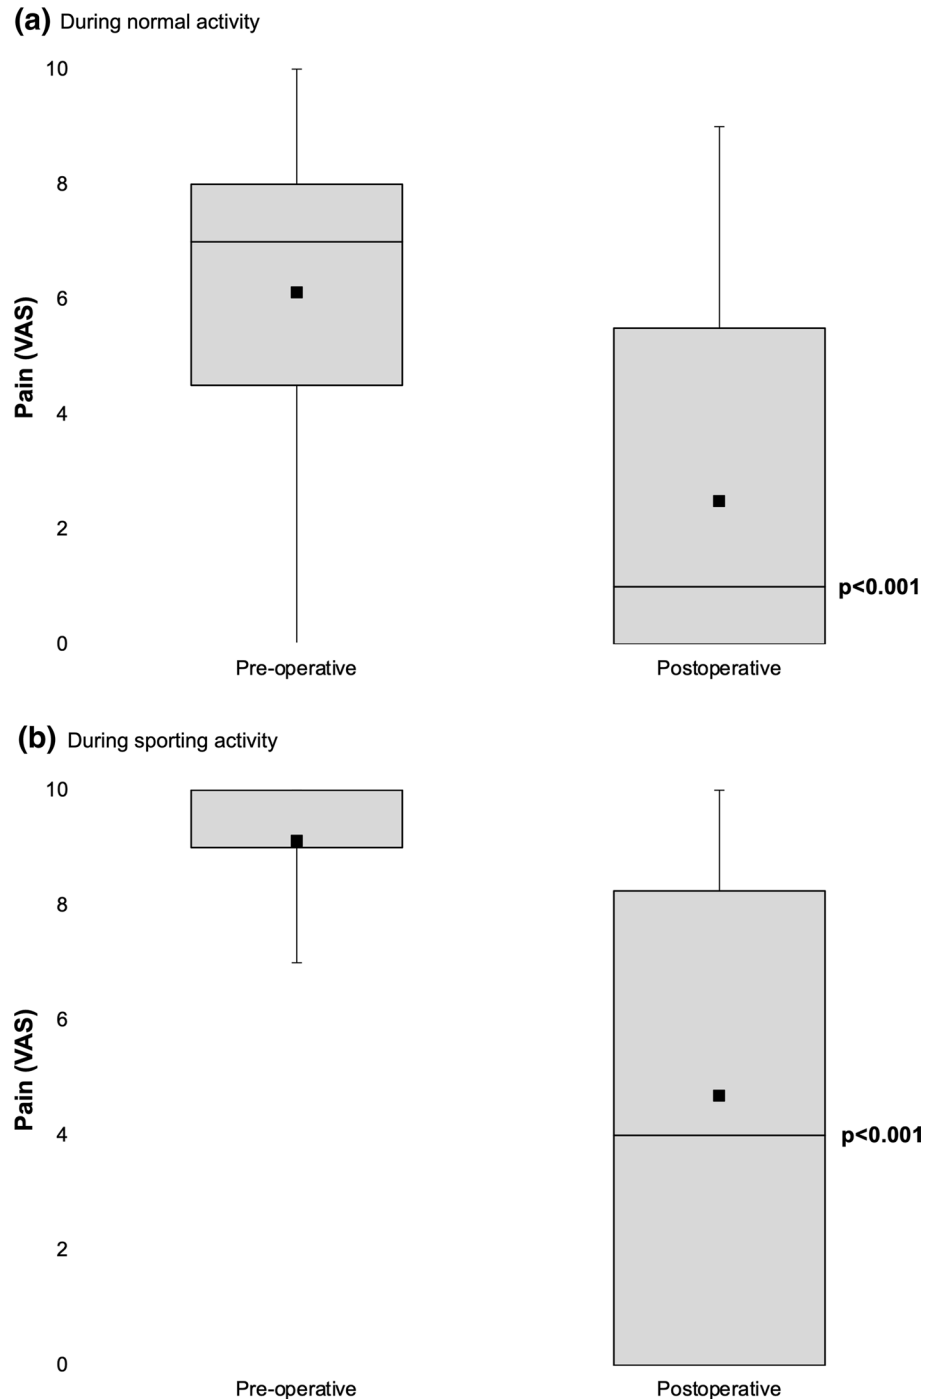 (a) During normal activity
10
8
6
4
2
0
Pain (VAS)
p<0.001
Pre-operative Postoperative
(b) During sporting activity
10
8
6
4
2
0
Pain (VAS)
p<0.001
Pre-operative Postoperative